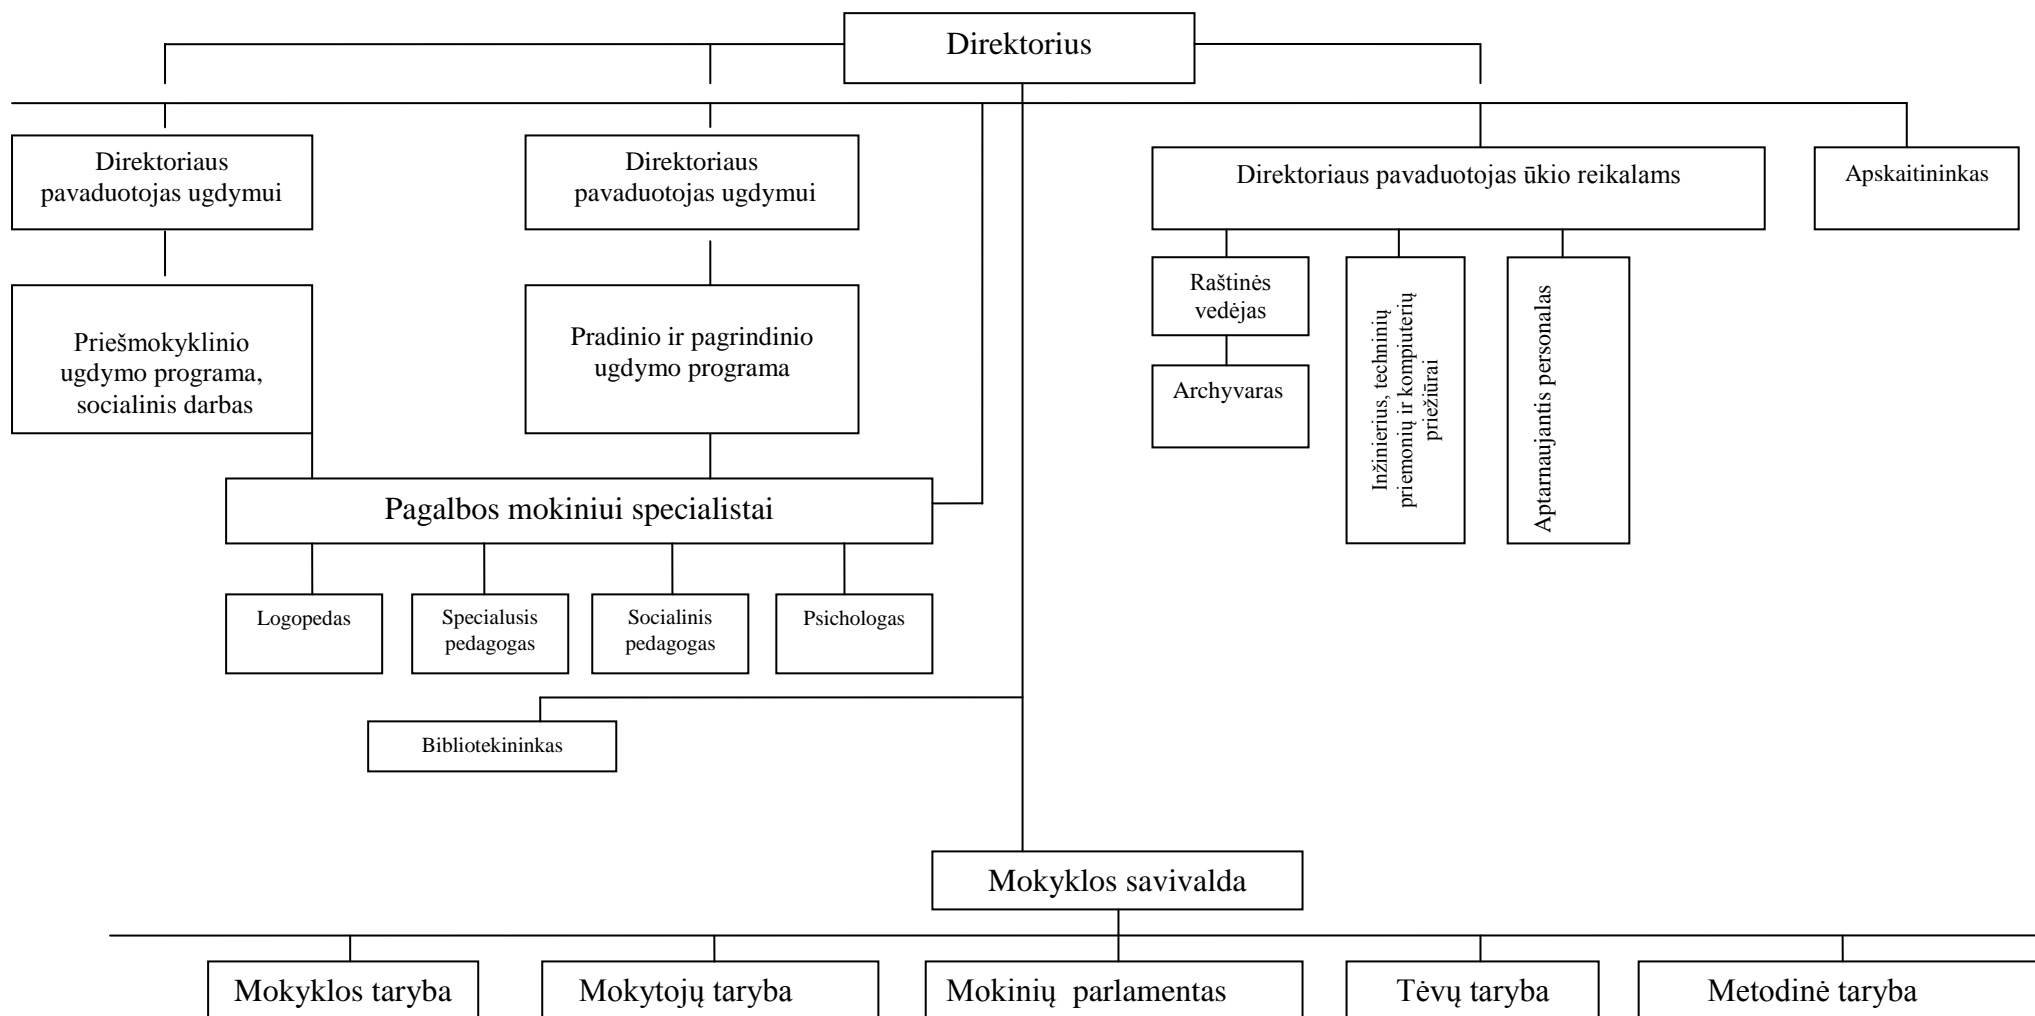 Direktorius
Direktoriaus
pavaduotojas ugdymui
Direktoriaus
pavaduotojas ugdymui
Direktoriaus pavaduotojas ūkio reikalams
Apskaitininkas
Priešmokyklinio
ugdymo programa,
socialinis darbas
Pradinio ir pagrindinio
ugdymo programa
Raštinės
vedėjas
Archyvaras
Inžinierius, techninių
priemonių ir kompiuterių
priežiūrai
Aptarnaujantis personalas
Pagalbos mokiniui specialistai
Logopedas
Specialusis
pedagogas
Socialinis
pedagogas
Psichologas
Bibliotekininkas
Mokyklos savivalda
Mokyklos taryba
Mokytojų taryba
Mokinių parlamentas
Tėvų taryba
Metodinė taryba